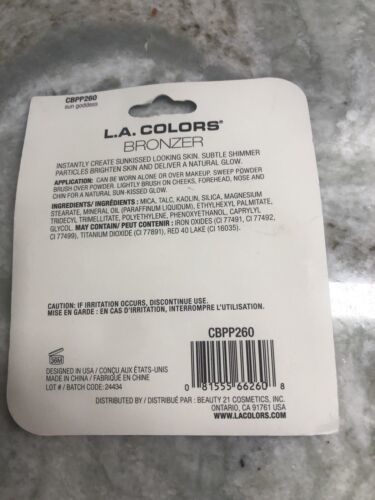 CBPP260
sun goddess
L.A. COLORS®
BRONZER
INSTANTLY CREATE SUNKISSED LOOKING SKIN. SUBTLE SHIMMER
PARTICLES BRIGHTEN SKIN AND DELIVER A NATURAL GLOW.
APPLICATION: CAN BE WORN ALONE OR OVER MAKEUP. SWEEP POWDER
BRUSH OVER POWDER. LIGHTLY BRUSH ON CHEEKS, FOREHEAD, NOSE AND
CHIN FOR A NATURAL SUN-KISSED GLOW.
INGREDIENTS/ INGRÉDIENTS : MICA, TALC, KAOLIN, SILICA, MAGNESIUM
STEARATE, MINERAL OIL (PARAFFINUM LIQUIDUM), ETHYLHEXYL PALMITATE,
TRIDECYL TRIMELLITATE, POLYETHYLENE, PHENOXYETHANOL, CAPRYLYL
GLYCOL. MAY CONTAIN/ PEUT CONTENIR : IRON OXIDES (CI 77491, CI 77492,
CI 77499), TITANIUM DIOXIDE (CI 77891), RED 40 LAKE (CI 16035).
CAUTION: IF IRRITATION OCCURS, DISCONTINUE USE.
MISE EN GARDE : EN CAS D'IRRITATION, INTERROMPRE L'UTILISATION.
CBPP260
36M
DESIGNED IN USA / CONÇU AUX ÉTATS-UNIS
MADE IN CHINA / FABRIQUÉ EN CHINE
LOT # / BATCH CODE: 24434
0 81555 66260 8
DISTRIBUTED BY / DISTRIBUÉ PAR : BEAUTY 21 COSMETICS, INC.
ONTARIO, CA 91761 USA
WWW.LACOLORS.COM